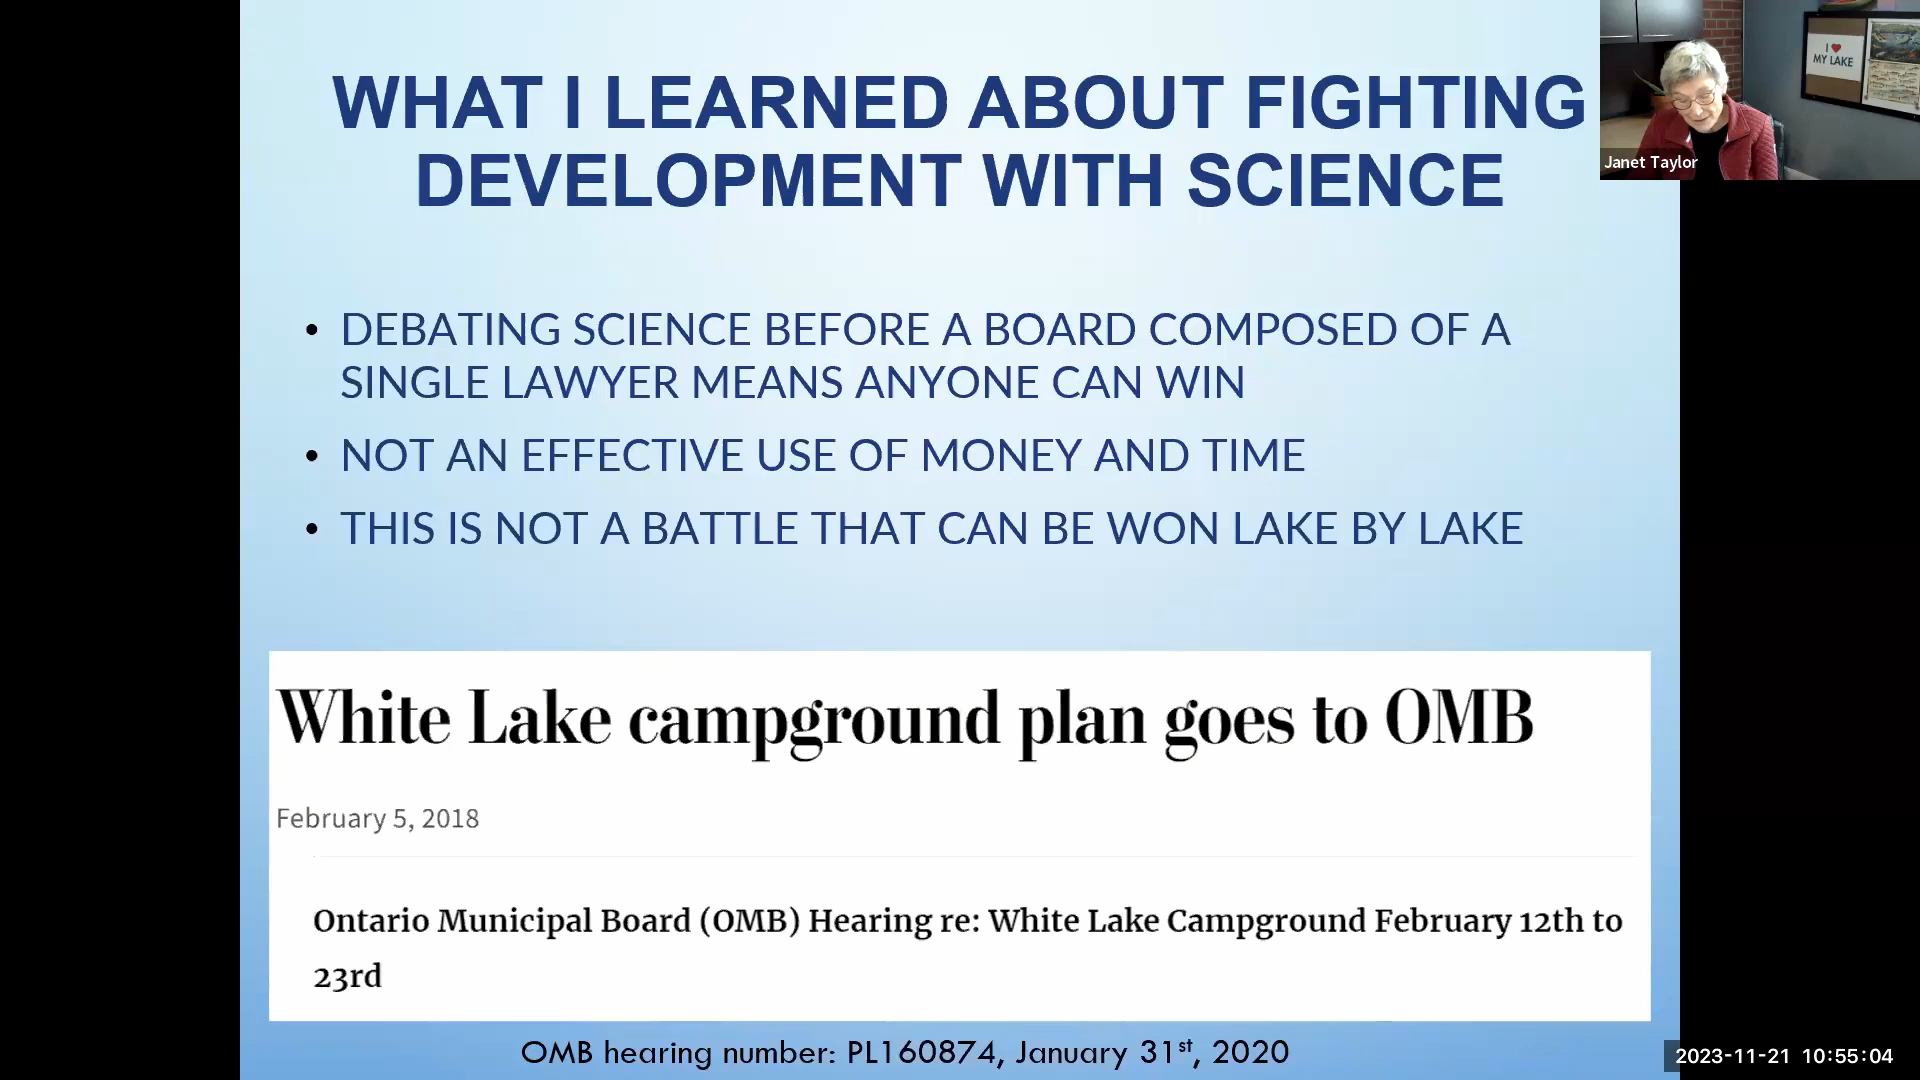 WHAT I LEARNED ABOUT FIGHTING
DEVELOPMENT WITH SCIENCE
I ❤
MY LAKE
Janet Taylor
• DEBATING SCIENCE BEFORE A BOARD COMPOSED OF A
SINGLE LAWYER MEANS ANYONE CAN WIN
• NOT AN EFFECTIVE USE OF MONEY AND TIME
• THIS IS NOT A BATTLE THAT CAN BE WON LAKE BY LAKE
White Lake campground plan goes to OMB
February 5, 2018
Ontario Municipal Board (OMB) Hearing re: White Lake Campground February 12th to
23rd
OMB hearing number: PL160874, January 31st, 2020
2023-11-21 10:55:04